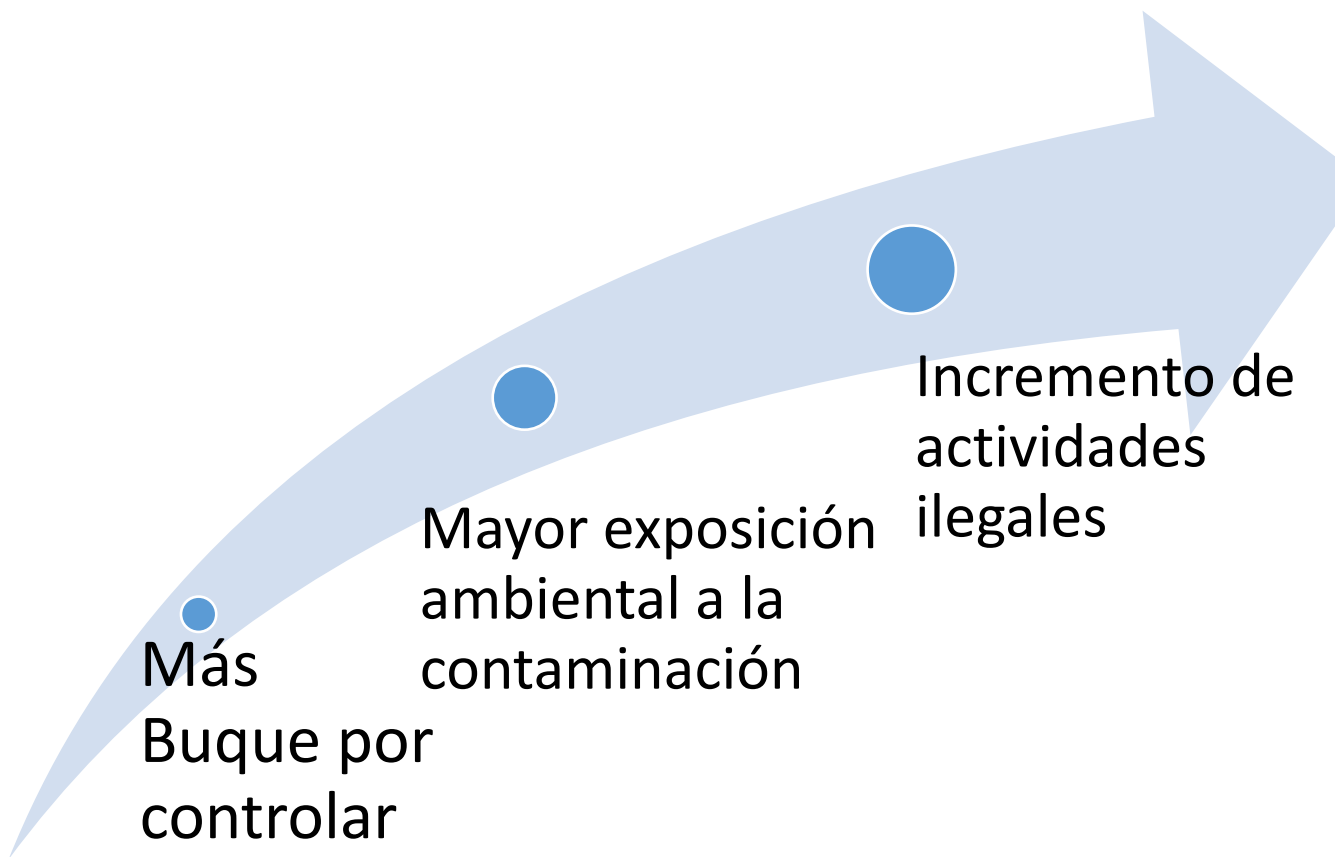 Más
Buque por
controlar
Mayor exposición
ambiental a la
contaminación
Incremento de
actividades
ilegales